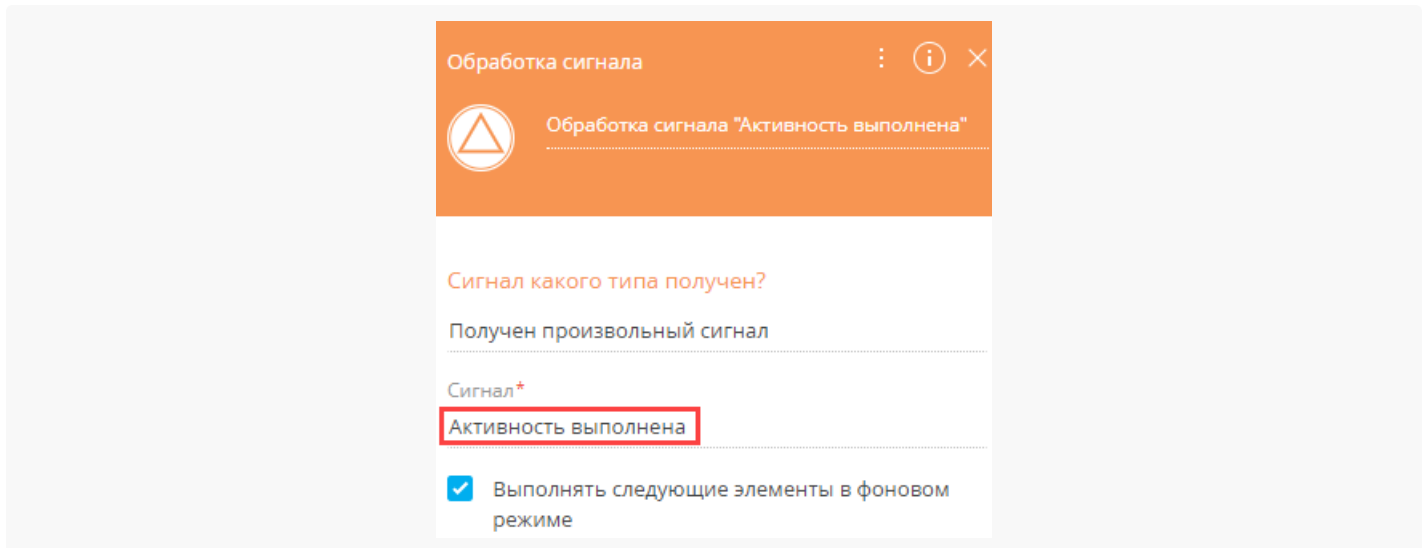 Обработка сигнала
Обработка сигнала "Активность выполнена"
Сигнал какого типа получен?
Получен произвольный сигнал
Сигнал*
Активность выполнена
Выполнять следующие элементы в фоновом
режиме